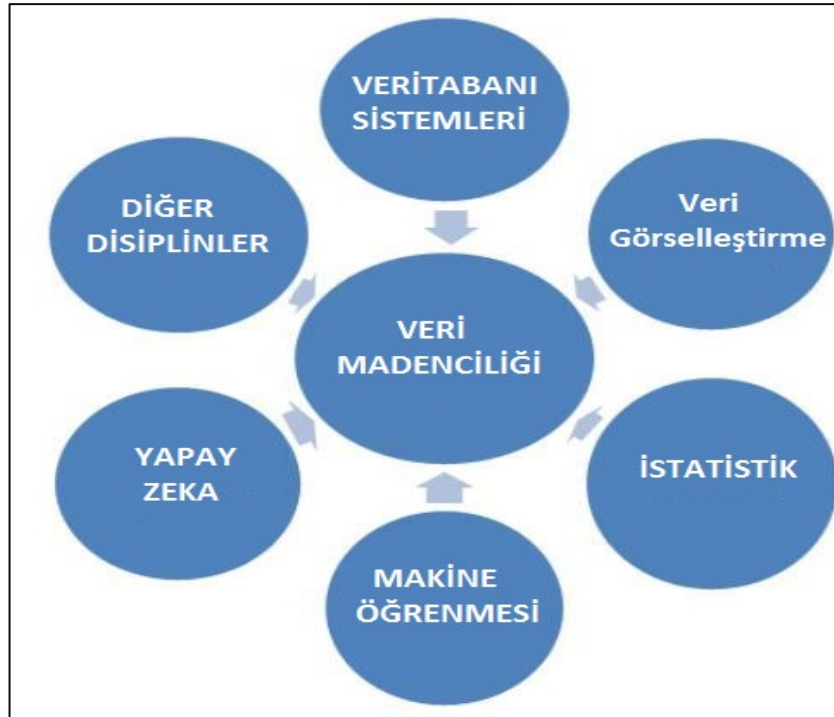 VERİTABANI
SİSTEMLERİ
DİĞER
DİSİPLİNLER
Veri
Görselleştirme
VERİ
MADENCİLİĞİ
YAPAY
ZEKA
İSTATİSTİK
MAKİNE
ÖĞRENMESİ